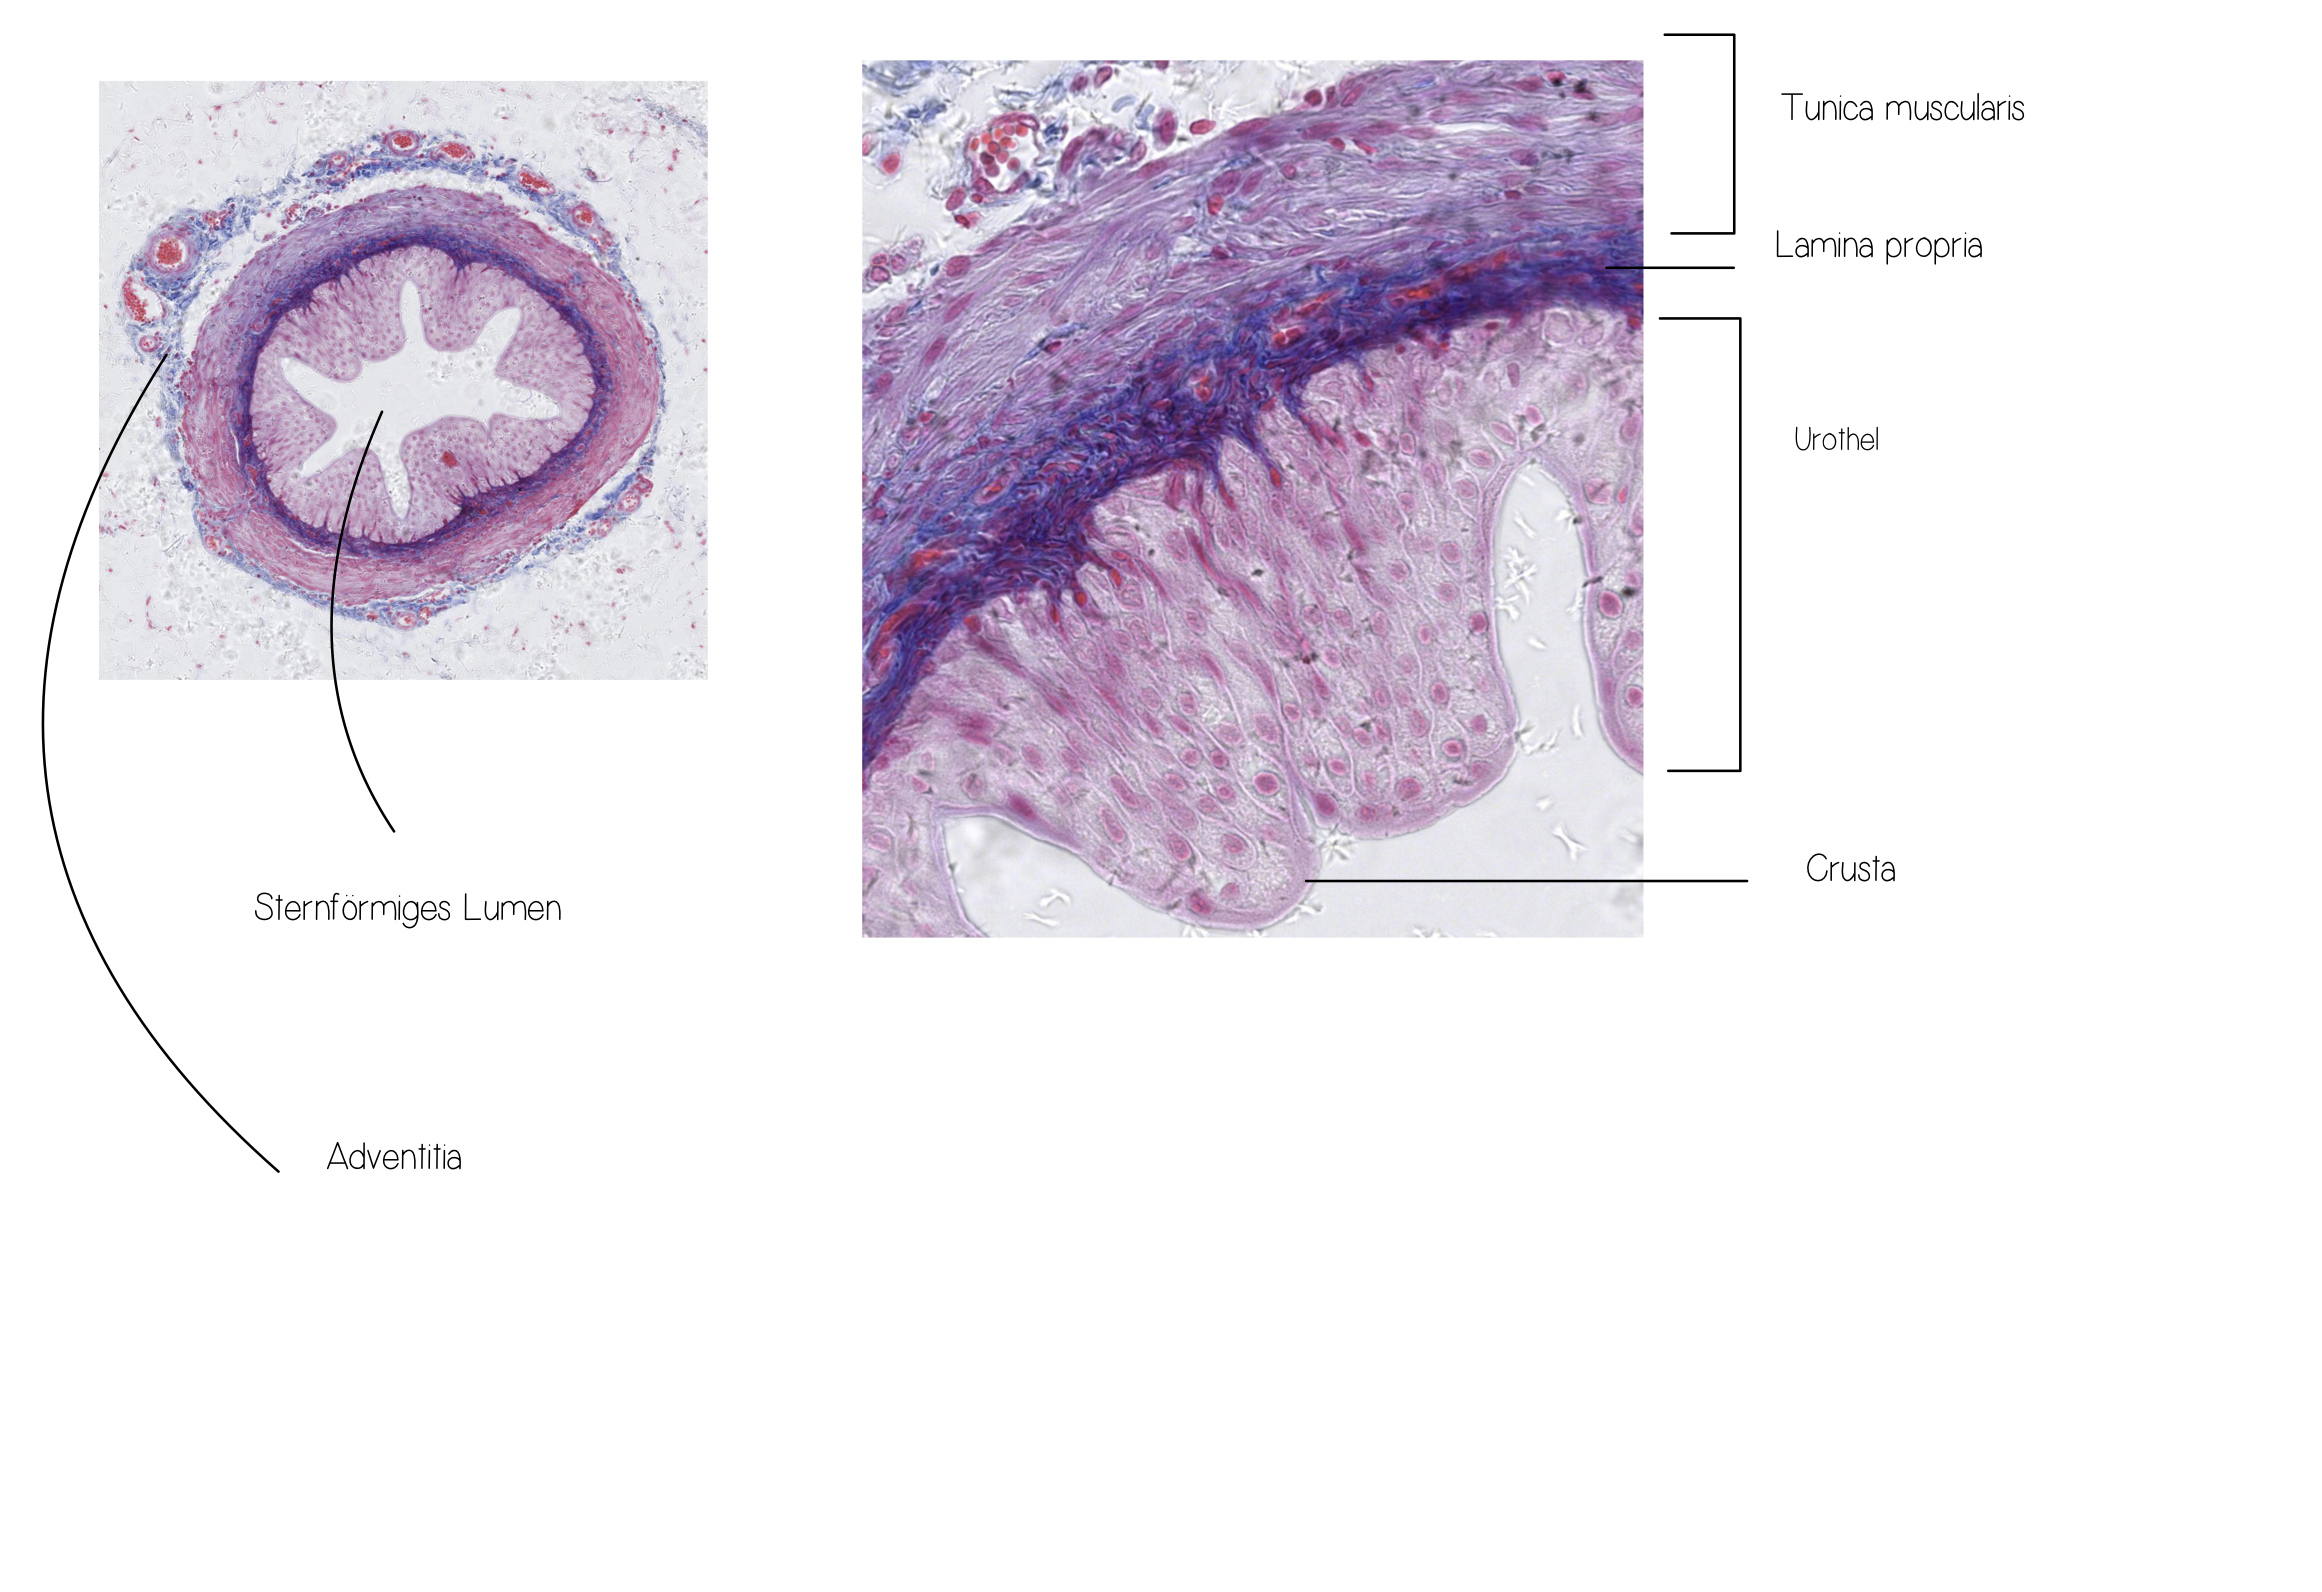 Tunica muscularis
Lamina propria
Urothel
Crusta
Sternförmiges Lumen
Adventitia